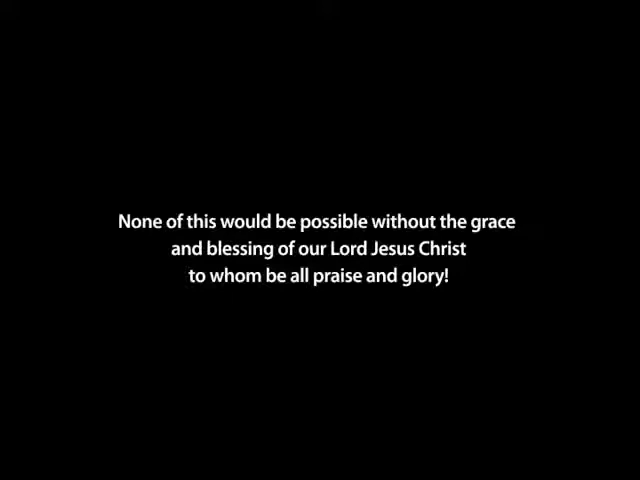 None of this would be possible without the grace
and blessing of our Lord Jesus Christ
to whom be all praise and glory!